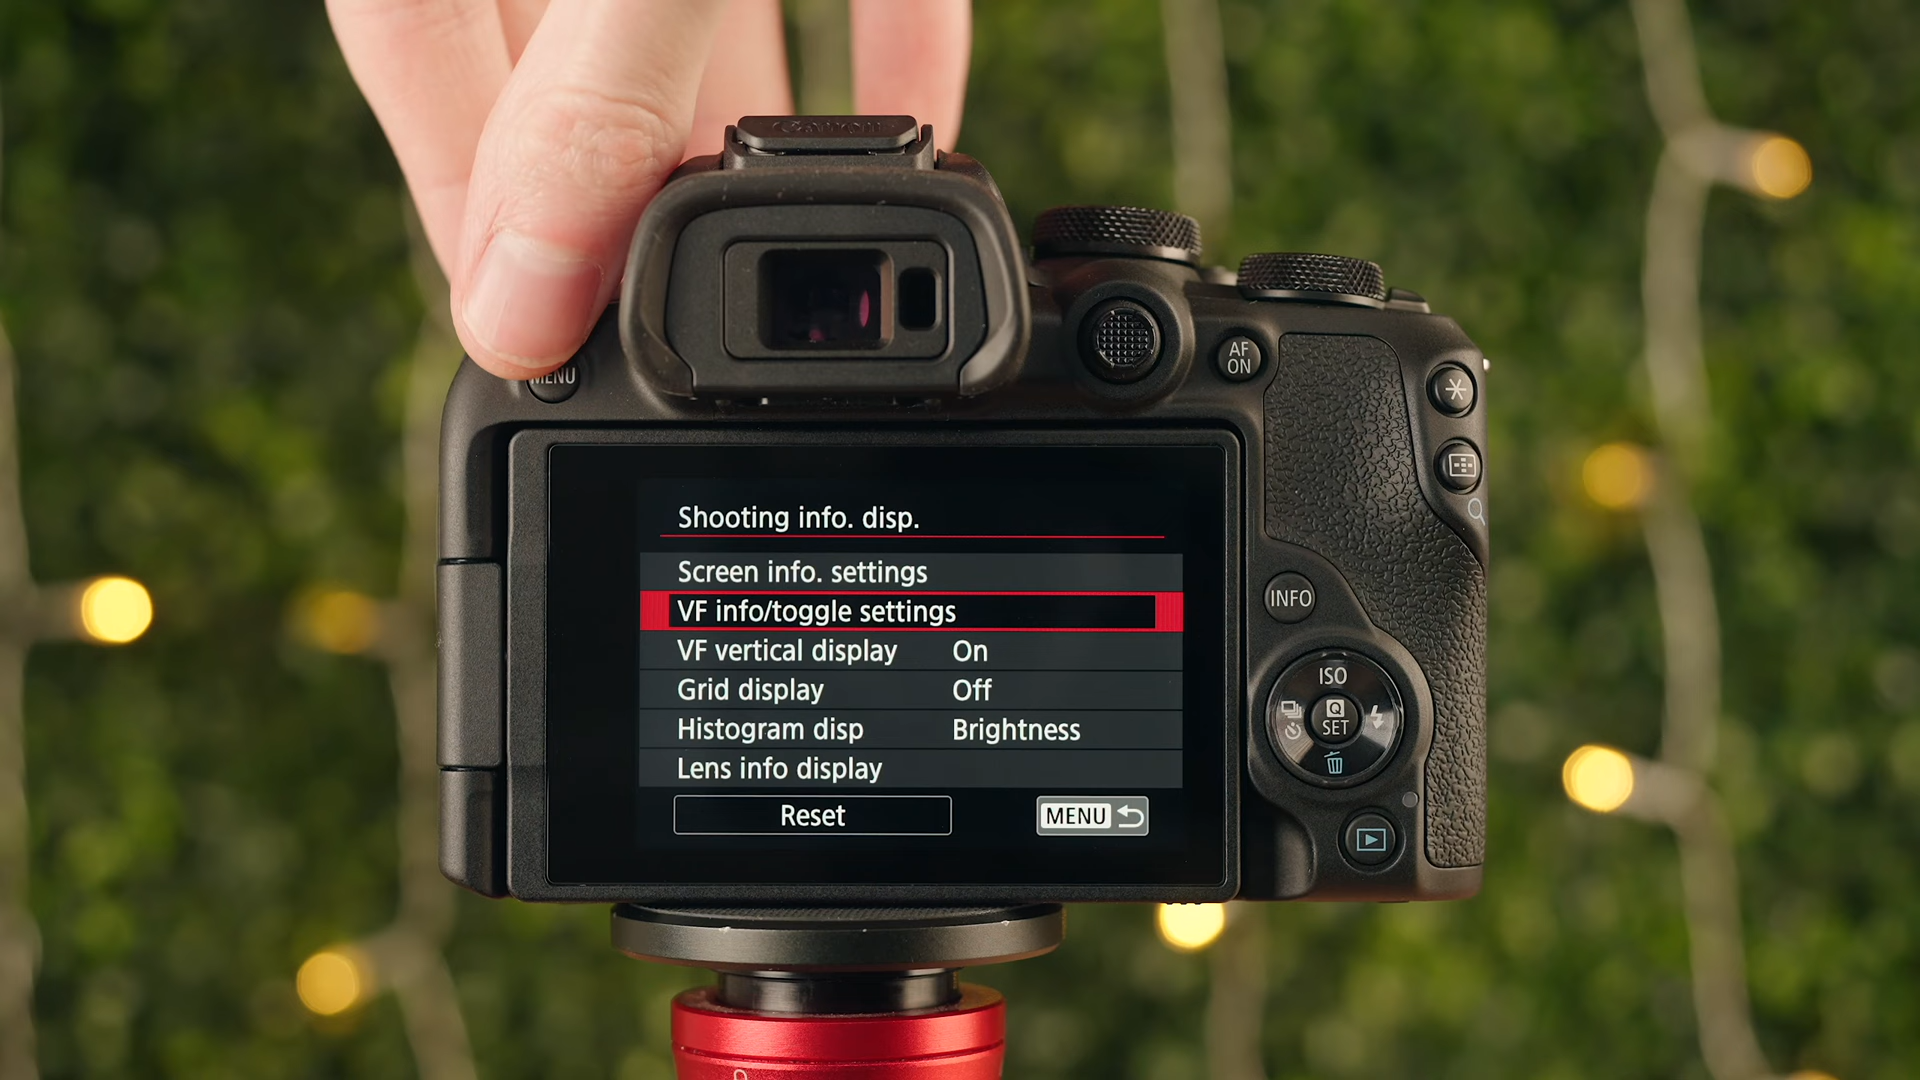 Canon
MENU
AF
ON
Shooting info. disp.
Screen info. settings
VF info/toggle settings
VF vertical display On
Grid display Off
Histogram disp Brightness
Lens info display
Reset MENU
INFO
ISO
Q
SET